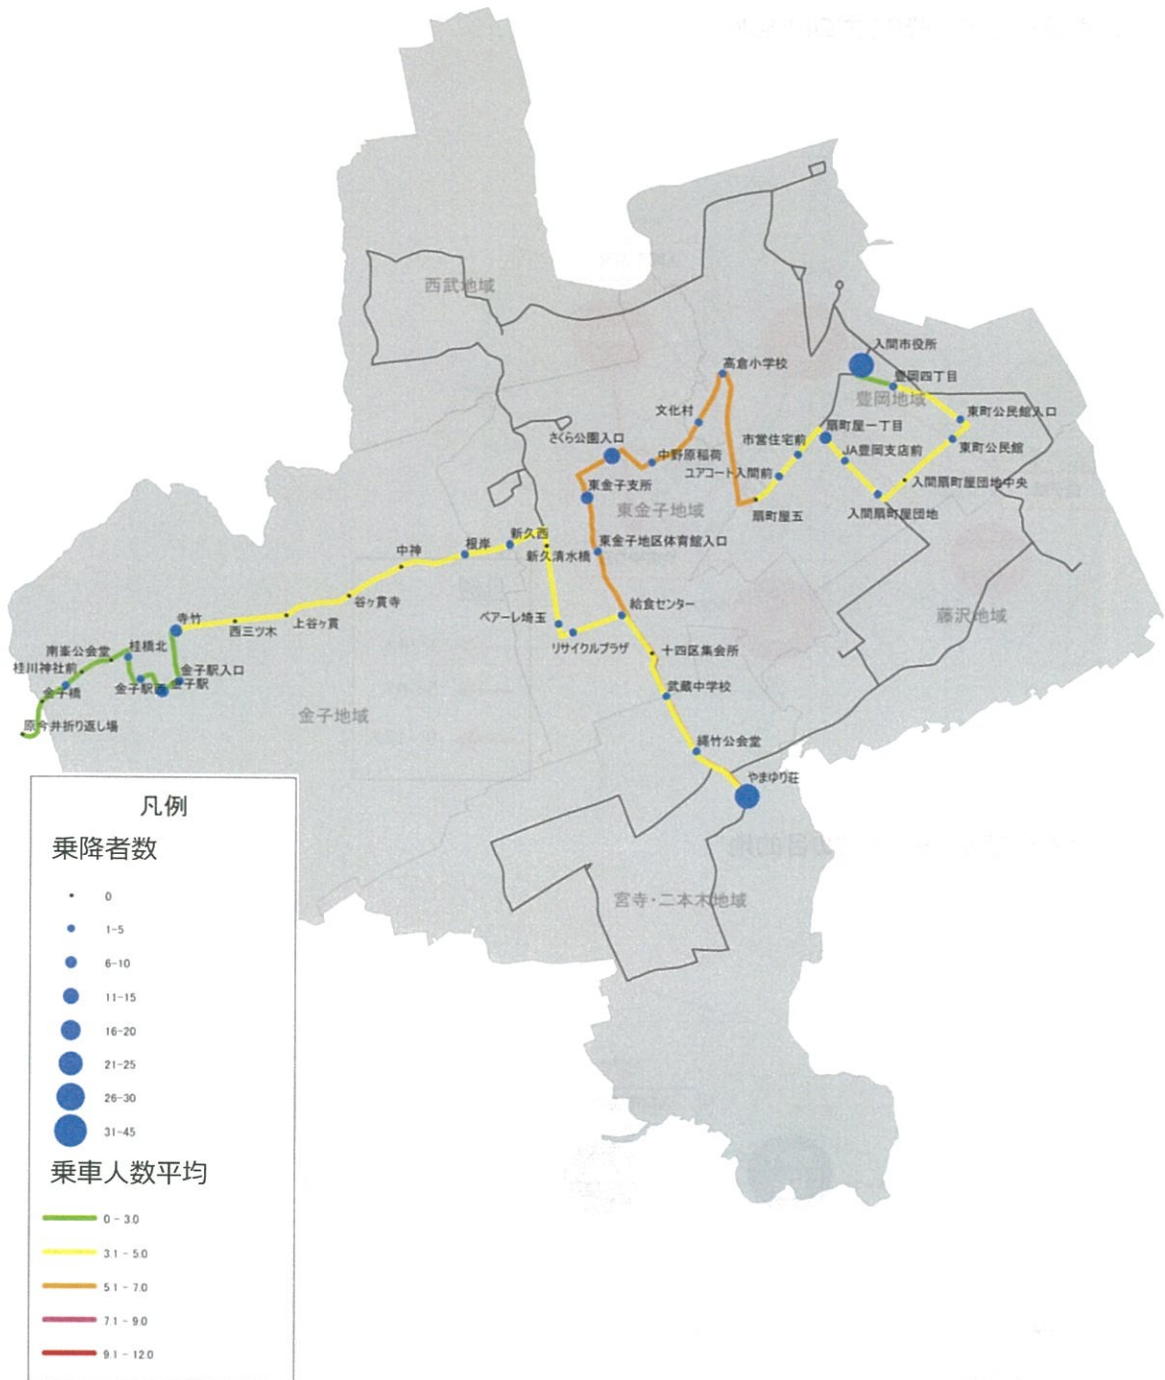 西武地域
入間市役所
高倉小学校
豊岡四丁目
豊岡地域
文化村
東町公民館入口
扇町屋一丁目
さくら公園入口
市営住宅前
東町公民館
JA豊岡支店前
中野原稲荷
ユアコート入間前
入間扇町屋団地中央
東金子支所
東金子地域
扇町屋五
入間扇町屋団地
新久西
根岸
東金子地区体育館入口
中神
新久清水橋
谷ヶ貫寺
給食センター
藤沢地域
寺竹
上谷ヶ貫
西三ツ木
ペアーレ埼玉
リサイクルプラザ
十四区集会所
桂橋北
南峯公会堂
桂川神社前
金子駅入口
金子駅西
金子駅
武蔵中学校
金子橋
金子地域
原今井折り返し場
縄竹公会堂
やまゆり荘
宮寺・二本木地域
凡例
乗降者数
0
1-5
6-10
11-15
16-20
21-25
26-30
31-45
乗車人数平均
0 - 3.0
3.1 - 5.0
5.1 - 7.0
7.1 - 9.0
9.1 - 12.0